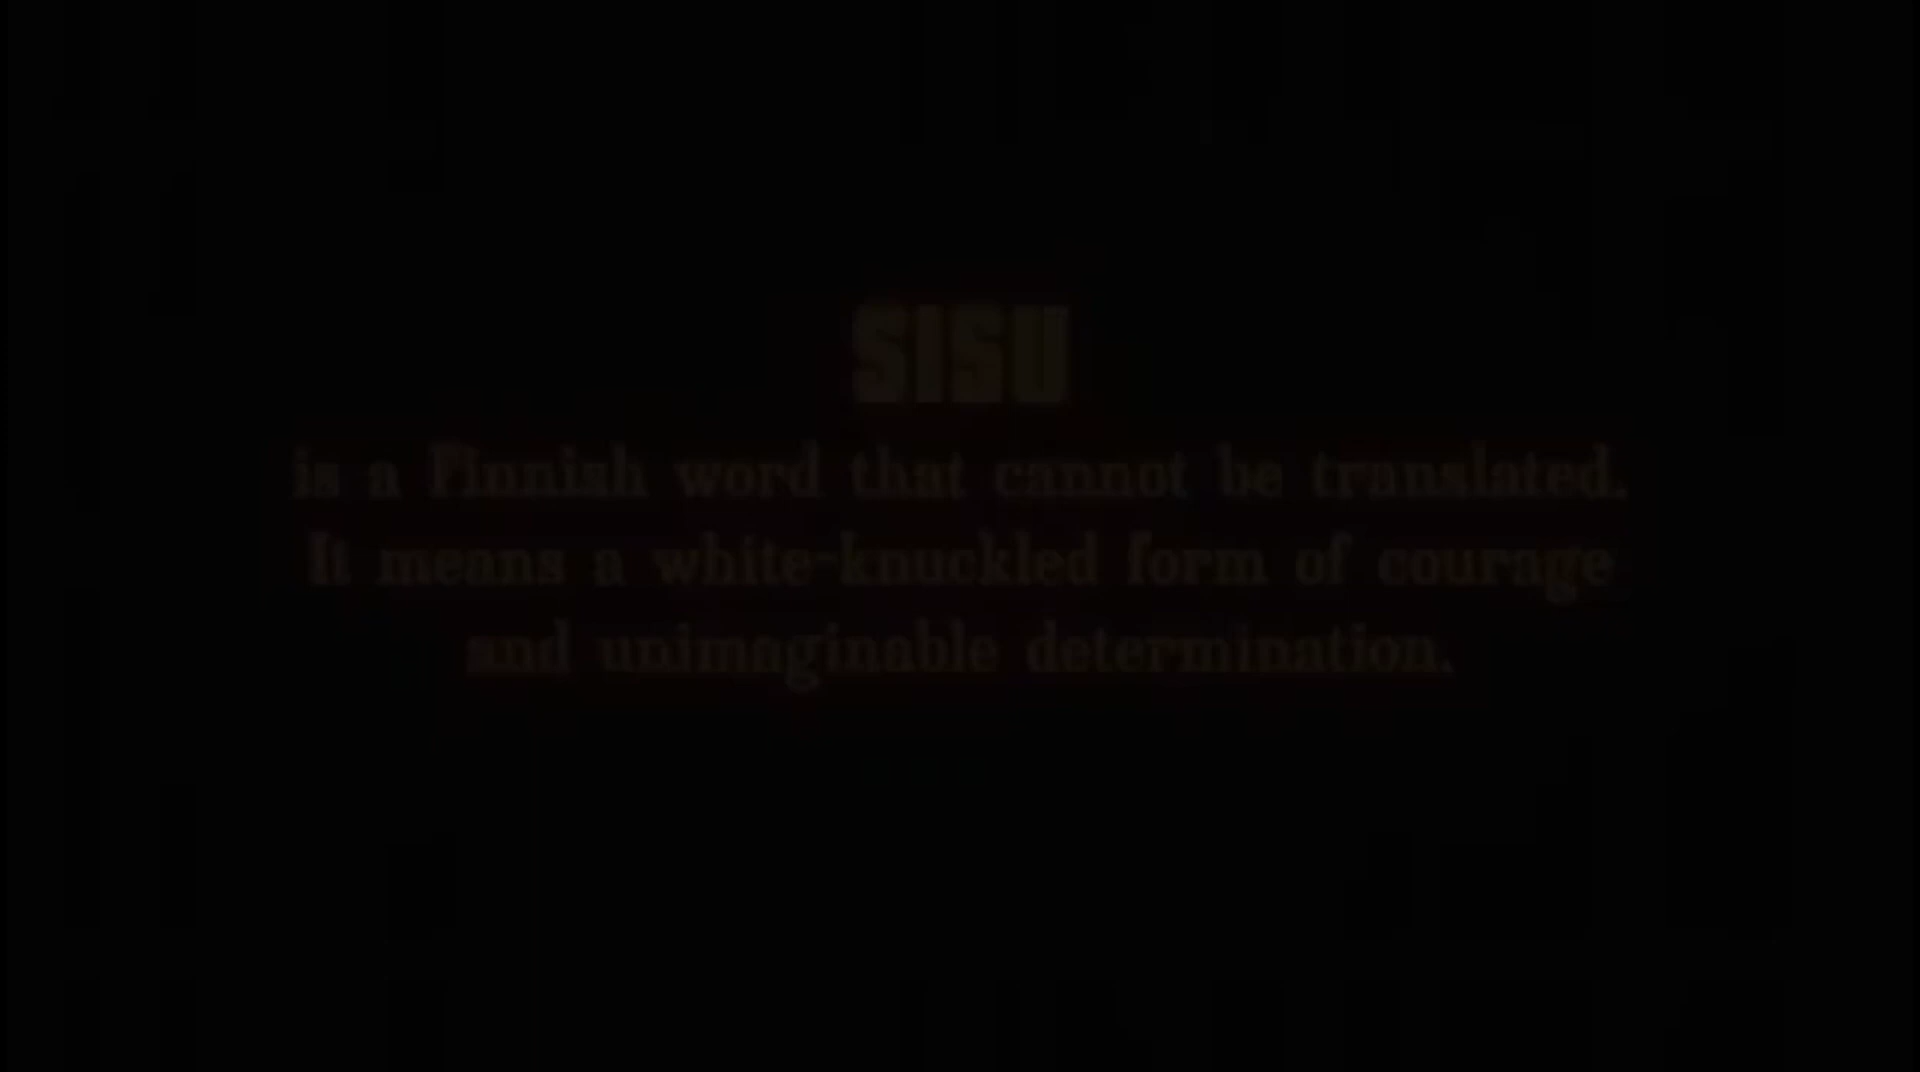 SISU
is a Finnish word that cannot be translated.
It means a white-knuckled form of courage
and unimaginable determination.